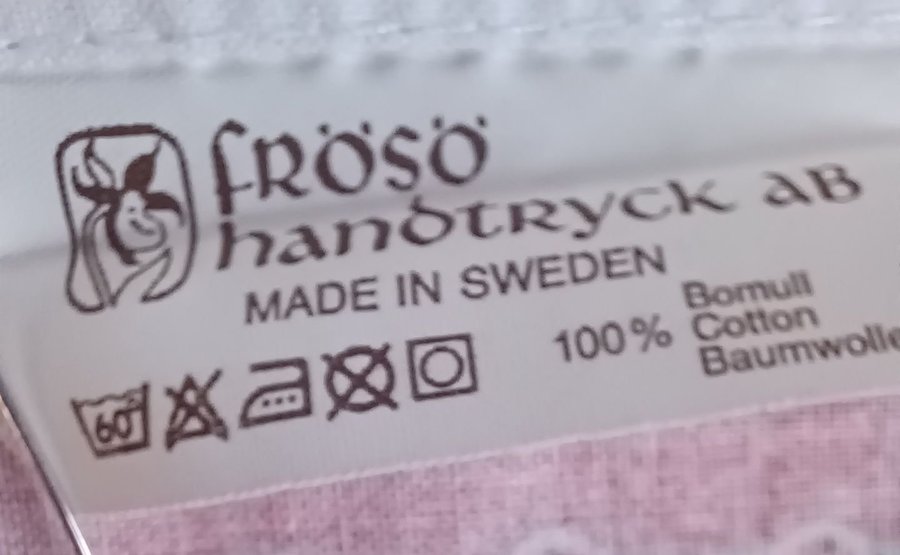 frösö
handtryck ab
MADE IN SWEDEN
60
100% Bomull
Cotton
Baumwolle